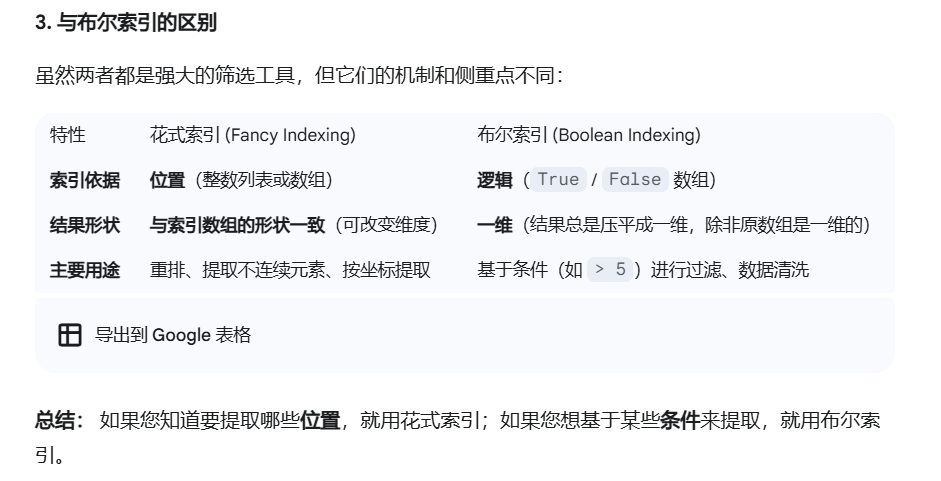 3. 与布尔索引的区别
虽然两者都是强大的筛选工具，但它们的机制和侧重点不同：
特性 花式索引 (Fancy Indexing) 布尔索引 (Boolean Indexing)
索引依据 位置（整数列表或数组） 逻辑（ True / False 数组）
结果形状 与索引数组的形状一致（可改变维度） 一维（结果总是压平成一维，除非原数组是一维的）
主要用途 重排、提取不连续元素、按坐标提取 基于条件（如 > 5 ）进行过滤、数据清洗
导出到 Google 表格
总结： 如果您知道要提取哪些位置，就用花式索引；如果您想基于某些条件来提取，就用布尔索
引。